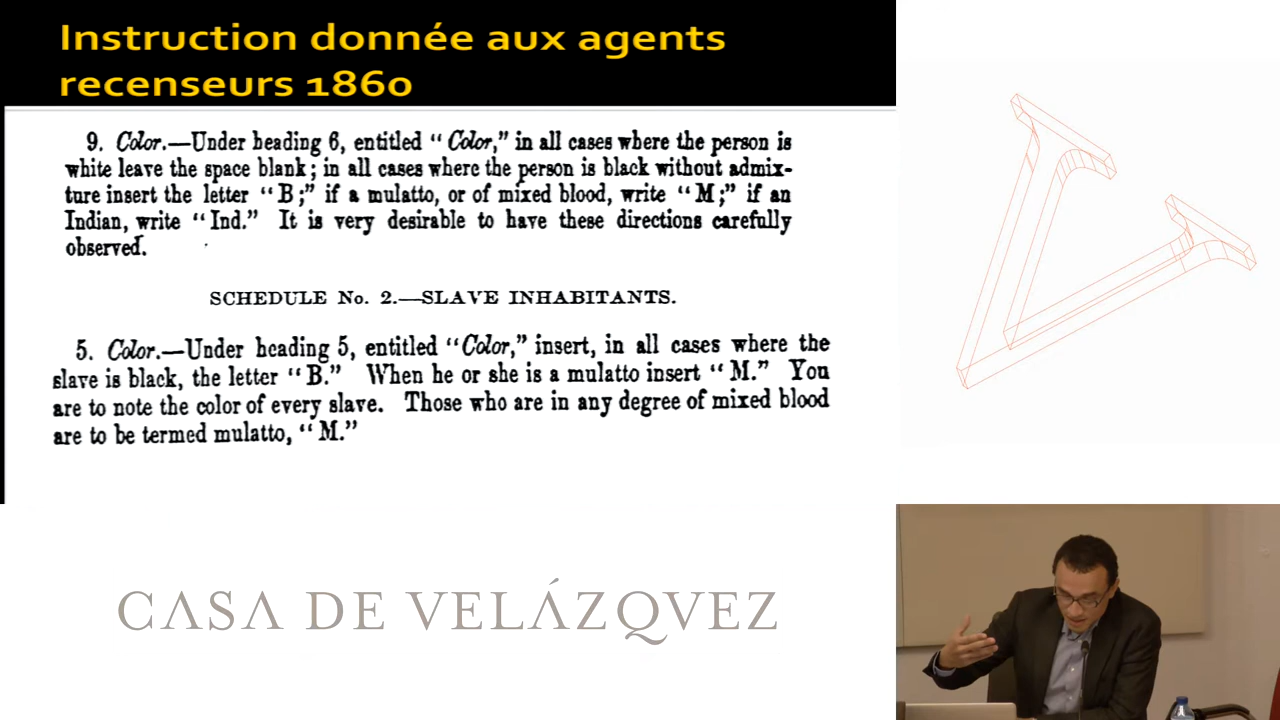 Instruction donnée aux agents
recenseurs 1860
9. Color.—Under heading 6, entitled “Color,” in all cases where the person is
white leave the space blank; in all cases where the person is black without admix-
ture insert the letter “B;” if a mulatto, or of mixed blood, write “M;” if an
Indian, write “Ind.” It is very desirable to have these directions carefully
observed.
SCHEDULE No. 2.—SLAVE INHABITANTS.
5. Color.—Under heading 5, entitled “Color,” insert, in all cases where the
slave is black, the letter “B.” When he or she is a mulatto insert “M.” You
are to note the color of every slave. Those who are in any degree of mixed blood
are to be termed mulatto, “M.”
CASA DE VELÁZQVEZ